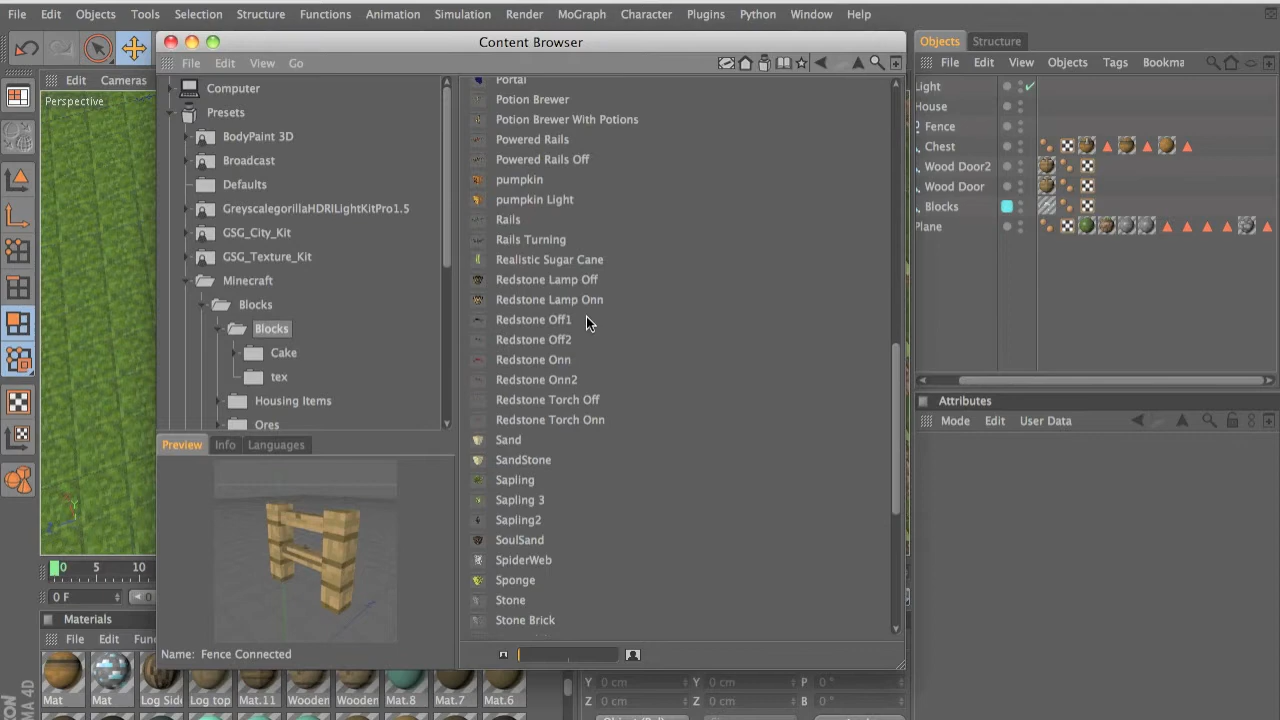 File Edit Objects Tools Selection Structure Functions Animation Simulation Render MoGraph Character Plugins Python Window Help
Content Browser
File Edit View Go
Computer
Presets
BodyPaint 3D
Broadcast
Defaults
GreyscalegorillaHDRILightKitPro1.5
GSG_City_Kit
GSG_Texture_Kit
Minecraft
Blocks
Blocks
Cake
tex
Housing Items
Ores
Portal
Potion Brewer
Potion Brewer With Potions
Powered Rails
Powered Rails Off
pumpkin
pumpkin Light
Rails
Rails Turning
Realistic Sugar Cane
Redstone Lamp Off
Redstone Lamp Onn
Redstone Off1
Redstone Off2
Redstone Onn
Redstone Onn2
Redstone Torch Off
Redstone Torch Onn
Sand
SandStone
Sapling
Sapling 3
Sapling2
SoulSand
SpiderWeb
Sponge
Stone
Stone Brick
Preview Info Languages
Name: Fence Connected
Edit Cameras
Perspective
0 5 10
0 F
Materials
File Edit Func
Mat Mat Log Side Log top Mat.11 Wooden Wooden Mat.8 Mat.7 Mat.6
Y 0 cm Y 0 cm P 0 °
Z 0 cm Z 0 cm B 0 °
Objects Structure
File Edit View Objects Tags Bookma
Light
House
Fence
Chest
Wood Door2
Wood Door
Blocks
Plane
Attributes
Mode Edit User Data